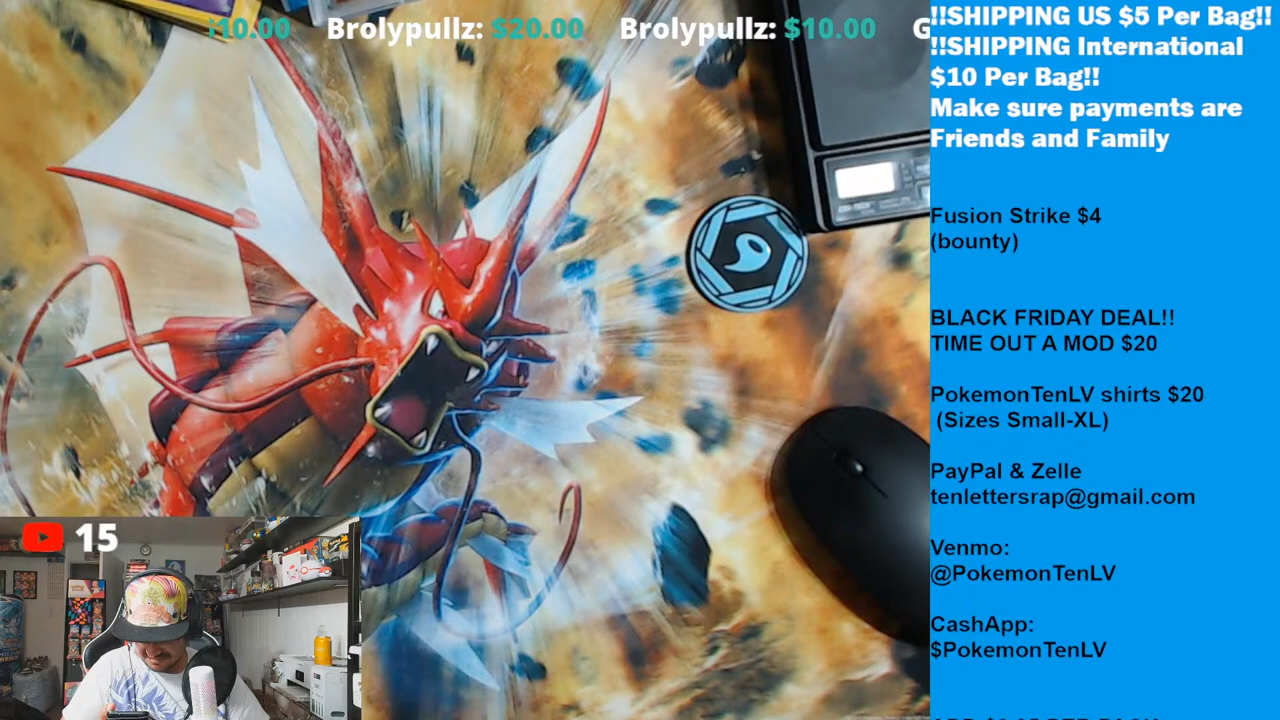 i10.00 Brolypullz: $20.00 Brolypullz: $10.00 G
!!SHIPPING US $5 Per Bag!!
!!SHIPPING International
$10 Per Bag!!
Make sure payments are
Friends and Family
Fusion Strike $4
(bounty)
BLACK FRIDAY DEAL!!
TIME OUT A MOD $20
PokemonTenLV shirts $20
(Sizes Small-XL)
PayPal & Zelle
tenlettersrap@gmail.com
Venmo:
@PokemonTenLV
CashApp:
$PokemonTenLV
15